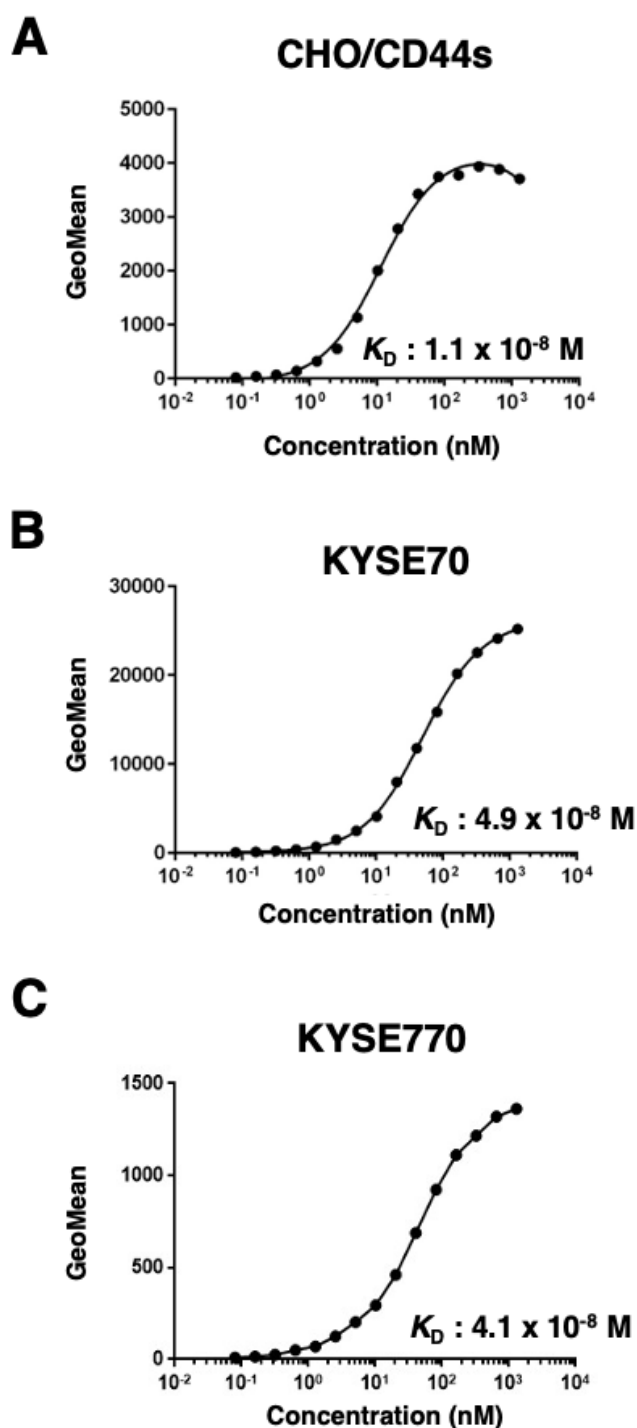 A
CHO/CD44s
5000
4000
3000
2000
1000
0
GeoMean
K_D : 1.1 x 10⁻⁸ M
10⁻² 10⁻¹ 10⁰ 10¹ 10² 10³ 10⁴
Concentration (nM)
B
KYSE70
30000
20000
10000
0
GeoMean
K_D : 4.9 x 10⁻⁸ M
10⁻² 10⁻¹ 10⁰ 10¹ 10² 10³ 10⁴
Concentration (nM)
C
KYSE770
1500
1000
500
0
GeoMean
K_D : 4.1 x 10⁻⁸ M
10⁻² 10⁻¹ 10⁰ 10¹ 10² 10³ 10⁴
Concentration (nM)